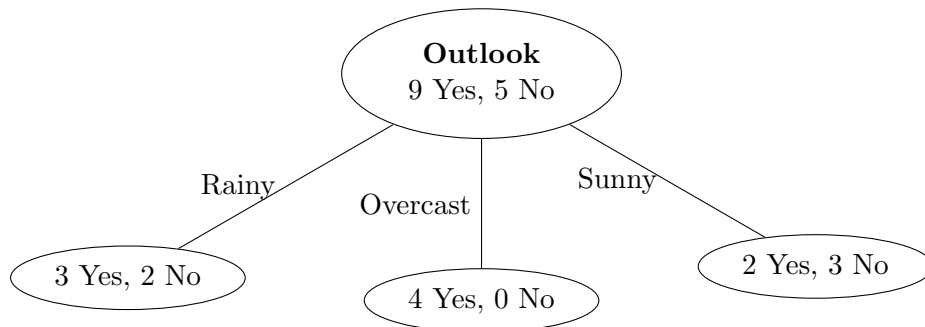 Outlook
9 Yes, 5 No
Rainy
Overcast
Sunny
3 Yes, 2 No
4 Yes, 0 No
2 Yes, 3 No